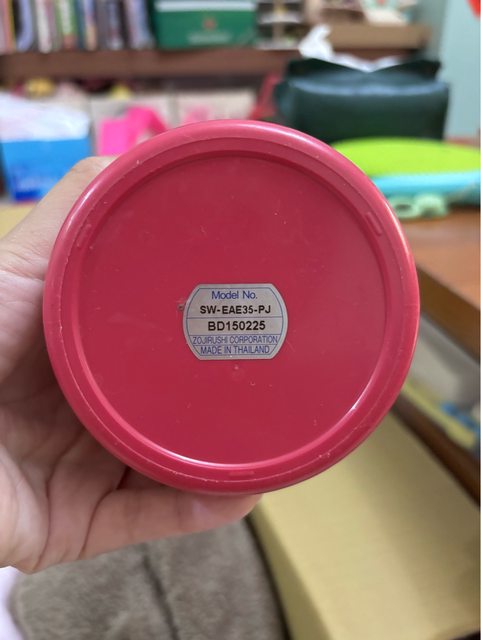 Model No.
SW-EAE35-PJ
BD150225
ZOJIRUSHI CORPORATION
MADE IN THAILAND